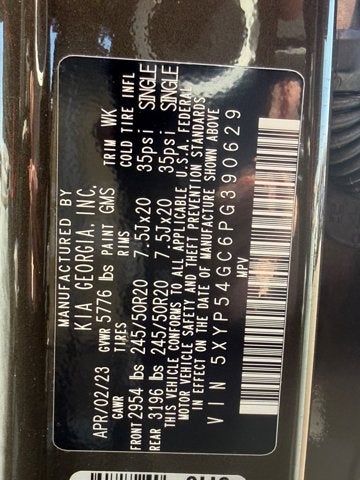 MANUFACTURED BY
KIA GEORGIA, INC.
APR/02/23 GVWR 5776 lbs PAINT GMS TRIM WK
GAWR TIRES RIMS COLD TIRE INFL
FRONT 2954 lbs 245/50R20 7.5Jx20 35psi SINGLE
REAR 3196 lbs 245/50R20 7.5Jx20 35psi SINGLE
THIS VEHICLE CONFORMS TO ALL APPLICABLE U.S.A. FEDERAL
MOTOR VEHICLE SAFETY AND THEFT PREVENTION STANDARDS
IN EFFECT ON THE DATE OF MANUFACTURE SHOWN ABOVE.
VIN 5XYP54GC6PG390629
MPV